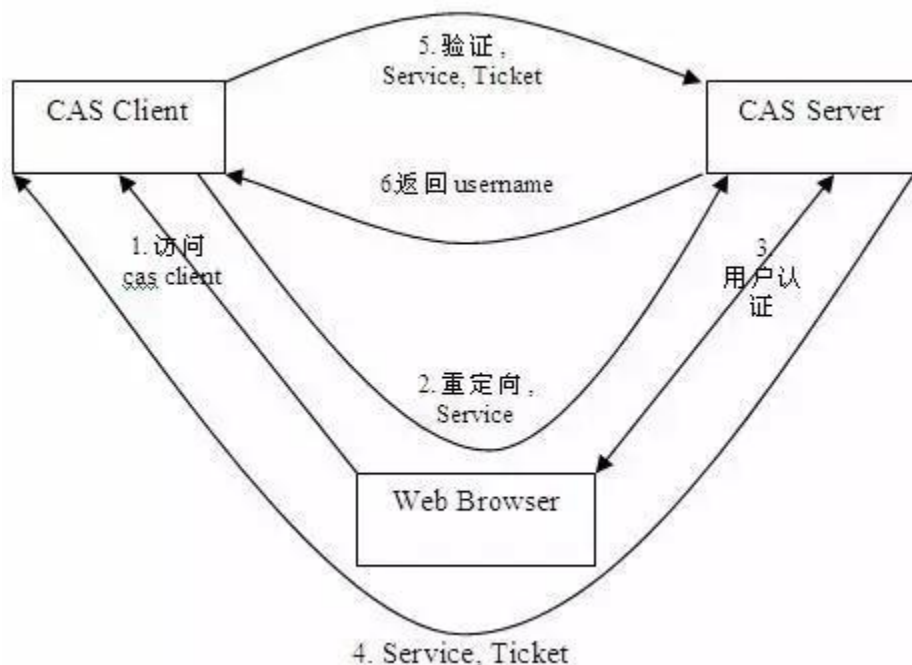 5.验证，
Service, Ticket
CAS Client
CAS Server
6.返回 username
1.访问
cas client
3
用户认
证
2.重定向，
Service
Web Browser
4. Service, Ticket